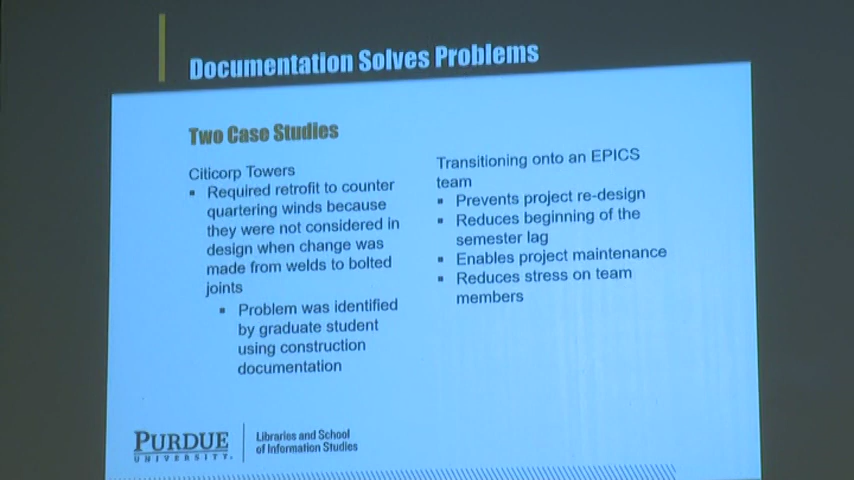 Documentation Solves Problems
Two Case Studies
Citicorp Towers
▪ Required retrofit to counter
quartering winds because
they were not considered in
design when change was
made from welds to bolted
joints
▪ Problem was identified
by graduate student
using construction
documentation
Transitioning onto an EPICS
team
▪ Prevents project re-design
▪ Reduces beginning of the
semester lag
▪ Enables project maintenance
▪ Reduces stress on team
members
PURDUE
UNIVERSITY.
Libraries and School
of Information Studies